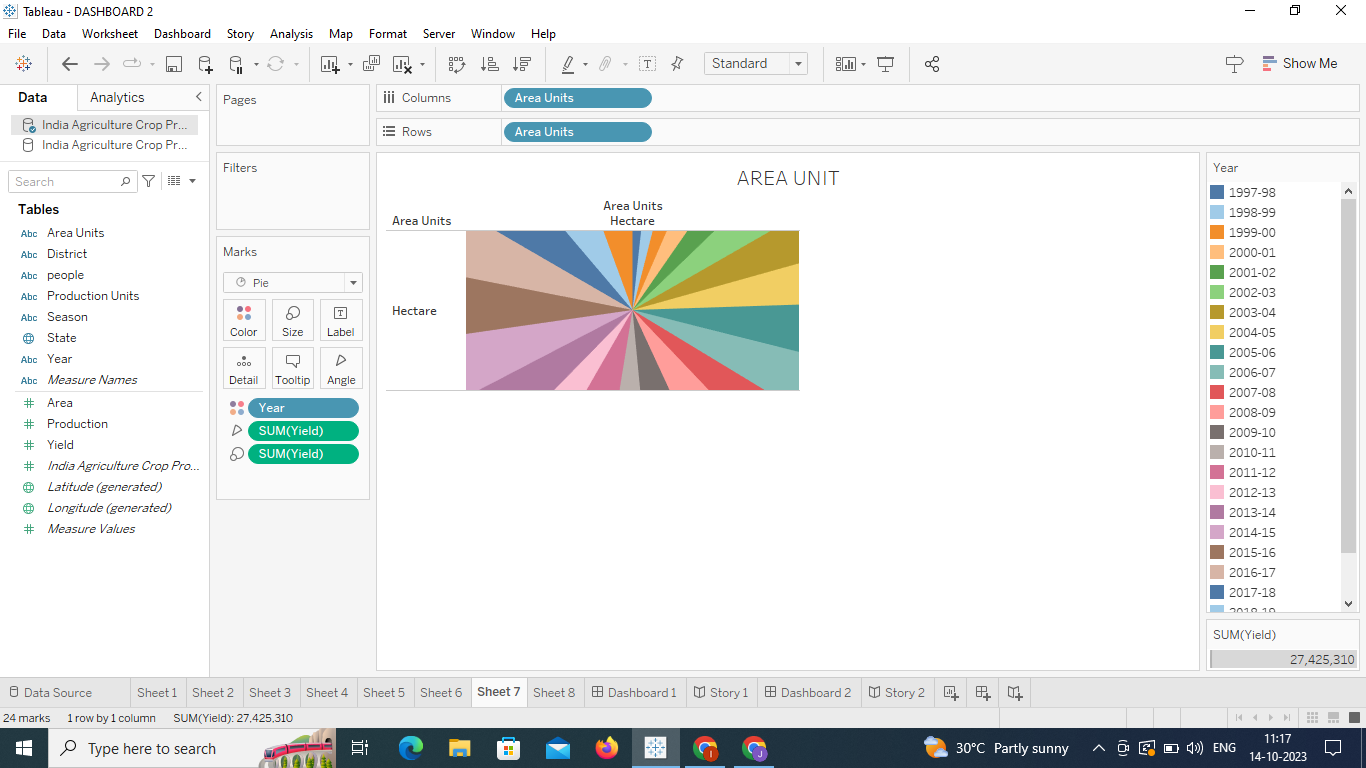 Tableau - DASHBOARD 2
File Data Worksheet Dashboard Story Analysis Map Format Server Window Help
Standard
Show Me
Data Analytics
India Agriculture Crop Pr...
India Agriculture Crop Pr...
Search
Tables
Area Units
District
people
Production Units
Season
State
Year
Measure Names
Area
Production
Yield
India Agriculture Crop Pro...
Latitude (generated)
Longitude (generated)
Measure Values
Pages
Filters
Marks
Pie
Color Size Label
Detail Tooltip Angle
Year
SUM(Yield)
SUM(Yield)
Columns Area Units
Rows Area Units
AREA UNIT
Area Units
Area Units Hectare
Hectare
Year
1997-98
1998-99
1999-00
2000-01
2001-02
2002-03
2003-04
2004-05
2005-06
2006-07
2007-08
2008-09
2009-10
2010-11
2011-12
2012-13
2013-14
2014-15
2015-16
2016-17
2017-18
2018-19
SUM(Yield)
27,425,310
Data Source Sheet 1 Sheet 2 Sheet 3 Sheet 4 Sheet 5 Sheet 6 Sheet 7 Sheet 8 Dashboard 1 Story 1 Dashboard 2 Story 2
24 marks 1 row by 1 column SUM(Yield): 27,425,310
Type here to search
30°C Partly sunny
ENG
11:17
14-10-2023